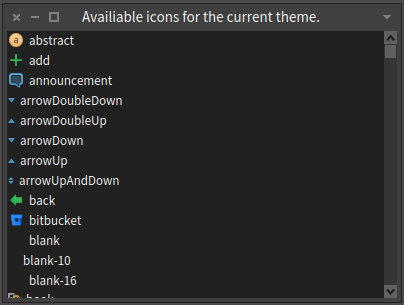 Availiable icons for the current theme.
a abstract
add
announcement
arrowDoubleDown
arrowDoubleUp
arrowDown
arrowUp
arrowUpAndDown
back
bitbucket
blank
blank-10
blank-16
book